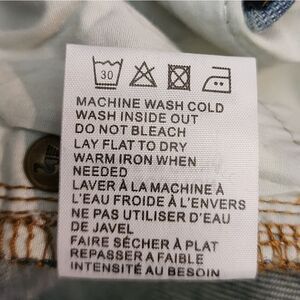 30
MACHINE WASH COLD
WASH INSIDE OUT
DO NOT BLEACH
LAY FLAT TO DRY
WARM IRON WHEN
NEEDED
LAVER À LA MACHINE À
L'EAU FROIDE À L'ENVERS
NE PAS UTILISER D'EAU
DE JAVEL
FAIRE SÉCHER À PLAT
REPASSER A FAIBLE
INTENSITÉ AU BESOIN